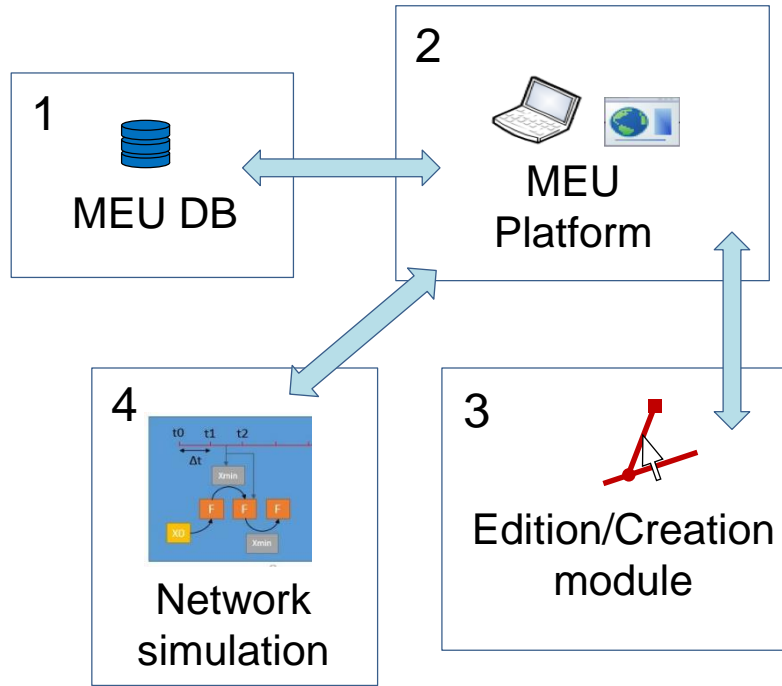 1
MEU DB
2
MEU
Platform
4
t0 t1 t2
Δt
Xmin
F F F
X0
Xmin
Network
simulation
3
Edition/Creation
module